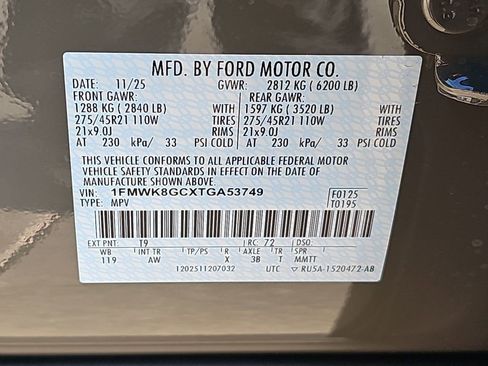 MFD. BY FORD MOTOR CO.
DATE: 11/25 GVWR: 2812 KG ( 6200 LB)
FRONT GAWR: REAR GAWR:
1288 KG ( 2840 LB) WITH 1597 KG ( 3520 LB) WITH
275/45R21 110W TIRES 275/45R21 110W TIRES
21x9.0J RIMS 21x9.0J RIMS
AT 230 kPa/ 33 PSI COLD AT 230 kPa/ 33 PSI COLD
THIS VEHICLE CONFORMS TO ALL APPLICABLE FEDERAL MOTOR
VEHICLE SAFETY STANDARDS IN EFFECT ON THE DATE OF
MANUFACTURE SHOWN ABOVE.
VIN: 1FMWK8GCXTGA53749 F0125
TYPE: MPV T0195
EXT PNT: T9 RC: 72 DSO:
WB INT TR TP/PS R AXLE TR SPR
119 AW X 3B T MMTT
1202511207032 UTC ▽ RU5A-1520472-AB